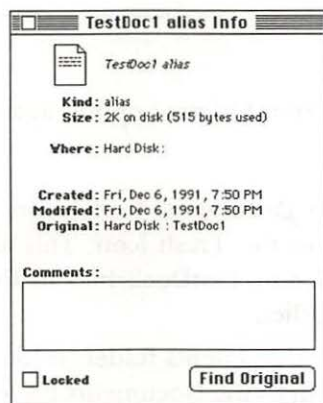 TestDoc1 alias Info
TestDoc1 alias
Kind: alias
Size: 2K on disk (515 bytes used)
Where: Hard Disk:
Created: Fri, Dec 6, 1991, 7:50 PM
Modified: Fri, Dec 6, 1991, 7:50 PM
Original: Hard Disk : TestDoc1
Comments:
Locked
Find Original